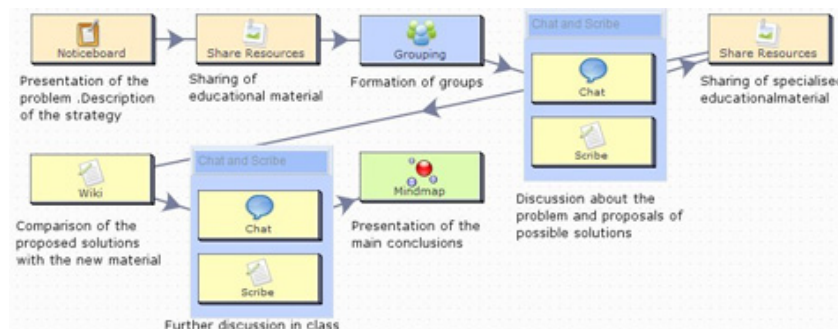 Chat and Scribe
Noticeboard
Share Resources
Grouping
Chat
Share Resources
Presentation of the
problem .Description
of the strategy
Sharing of
educational material
Formation of groups
Sharing of specialised
educationalmaterial
Scribe
Discussion about the
problem and proposals of
possible solutions
Wiki
Comparison of the
proposed solutions
with the new material
Chat and Scribe
Chat
Scribe
Further discussion in class
Mindmap
Presentation of the
main conclusions